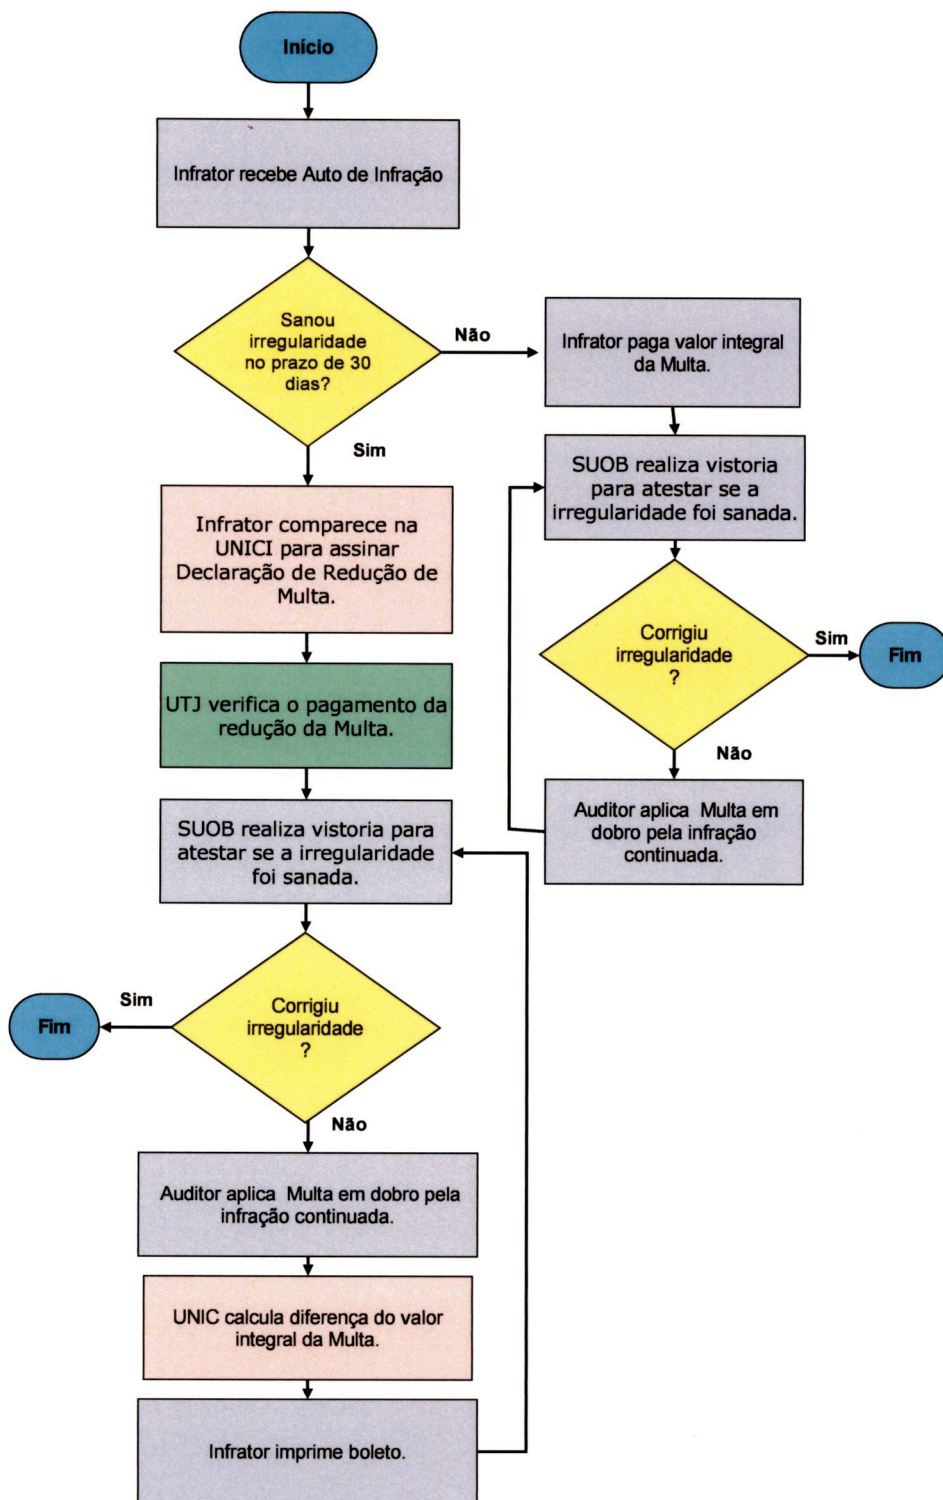 Início
Infrator recebe Auto de Infração
Sanou
irregularidade
no prazo de 30
dias?
Não
Infrator paga valor integral
da Multa.
Sim
SUOB realiza vistoria
para atestar se a
irregularidade foi sanada.
Infrator comparece na
UNICI para assinar
Declaração de Redução de
Multa.
Corrigiu
irregularidade
?
Sim
Fim
UTJ verifica o pagamento da
redução da Multa.
Não
Auditor aplica Multa em
dobro pela infração
continuada.
SUOB realiza vistoria para
atestar se a irregularidade
foi sanada.
Corrigiu
irregularidade
?
Sim
Fim
Não
Auditor aplica Multa em dobro pela
infração continuada.
UNIC calcula diferença do valor
integral da Multa.
Infrator imprime boleto.